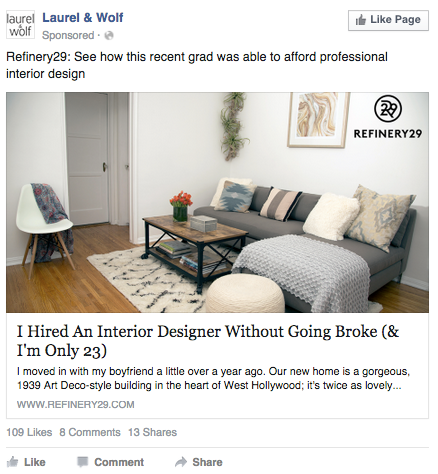 laurel
&
wolf
Laurel & Wolf
Like Page
Sponsored ·
Refinery29: See how this recent grad was able to afford professional
interior design
29
REFINERY29
I Hired An Interior Designer Without Going Broke (&
I'm Only 23)
I moved in with my boyfriend a little over a year ago. Our new home is a gorgeous,
1939 Art Deco-style building in the heart of West Hollywood; it's twice as lovely...
WWW.REFINERY29.COM
109 Likes 8 Comments 13 Shares
Like Comment Share